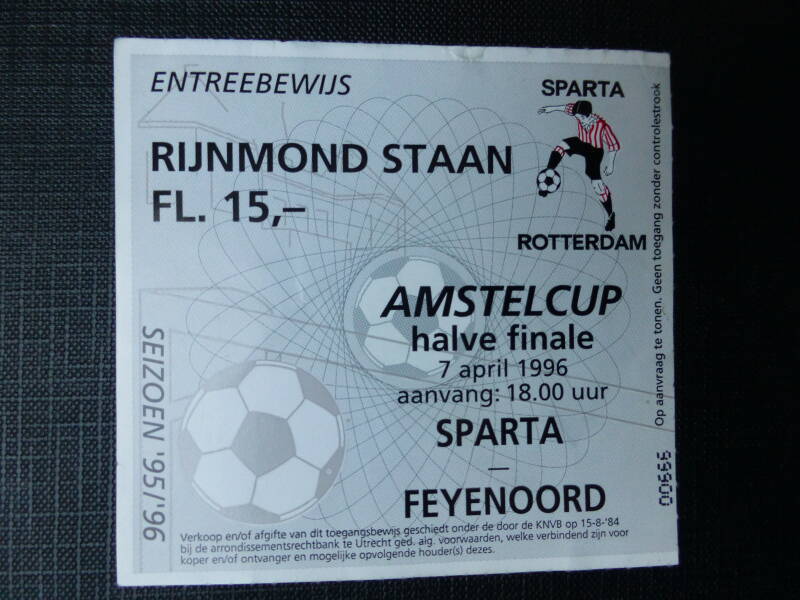 ENTREEBEWIJS
RIJNMOND STAAN
FL. 15,–
SPARTA
ROTTERDAM
AMSTELCUP
halve finale
7 april 1996
aanvang: 18.00 uur
SPARTA
–
FEYENOORD
SEIZOEN '95/'96
Verkoop en/of afgifte van dit toegangsbewijs geschiedt onder de door de KNVB op 15-8-'84
bij de arrondissementsrechtbank te Utrecht ged. alg. voorwaarden, welke verbindend zijn voor
koper en/of ontvanger en mogelijke opvolgende houder(s) dezes.
Op aanvraag te tonen. Geen toegang zonder controlestrook